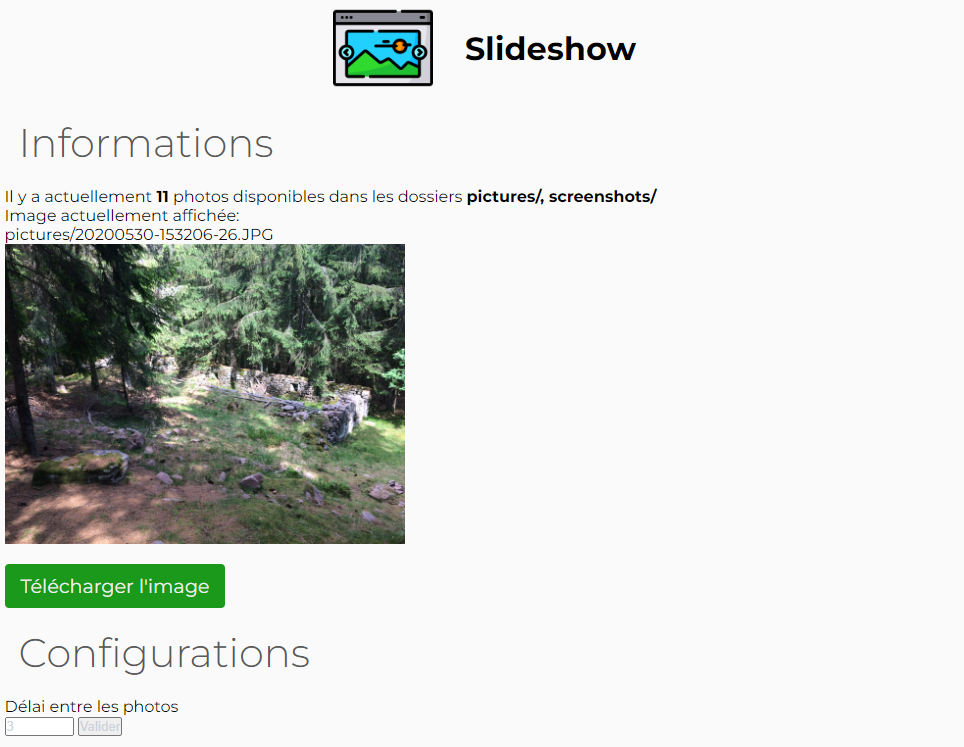 Slideshow
Informations
Il y a actuellement 11 photos disponibles dans les dossiers pictures/, screenshots/
Image actuellement affichée:
pictures/20200530-153206-26.JPG
Télécharger l'image
Configurations
Délai entre les photos
3 Valider